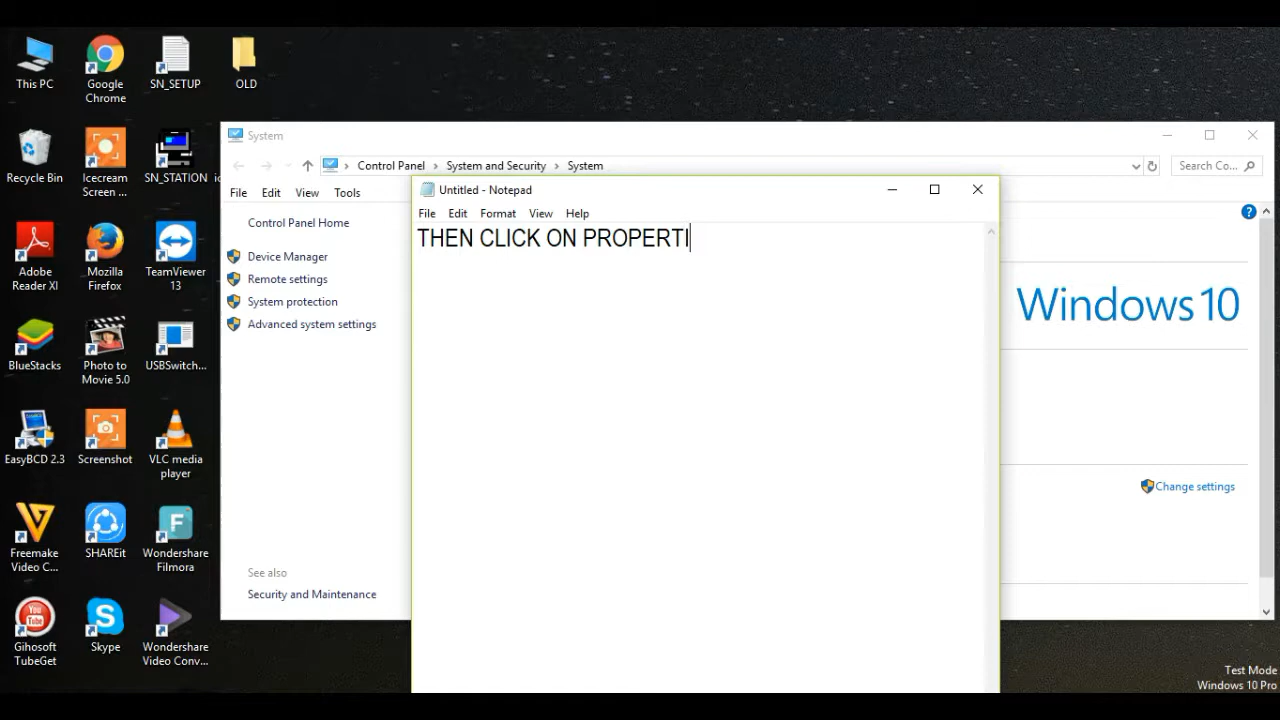 This PC
Google
Chrome
SN_SETUP
OLD
Recycle Bin
Icecream
Screen ...
SN_STATION
Adobe
Reader XI
Mozilla
Firefox
TeamViewer
13
BlueStacks
Photo to
Movie 5.0
USBSwitch...
EasyBCD 2.3
Screenshot
VLC media
player
Freemake
Video C...
SHAREit
Wondershare
Filmora
You
Tube
Gihosoft
TubeGet
Skype
Wondershare
Video Conv...
System
Control Panel
System and Security
System
Search Co...
File Edit View Tools
Control Panel Home
Device Manager
Remote settings
System protection
Advanced system settings
See also
Security and Maintenance
Untitled - Notepad
File Edit Format View Help
THEN CLICK ON PROPERTI
Windows 10
Change settings
Test Mode
Windows 10 Pro